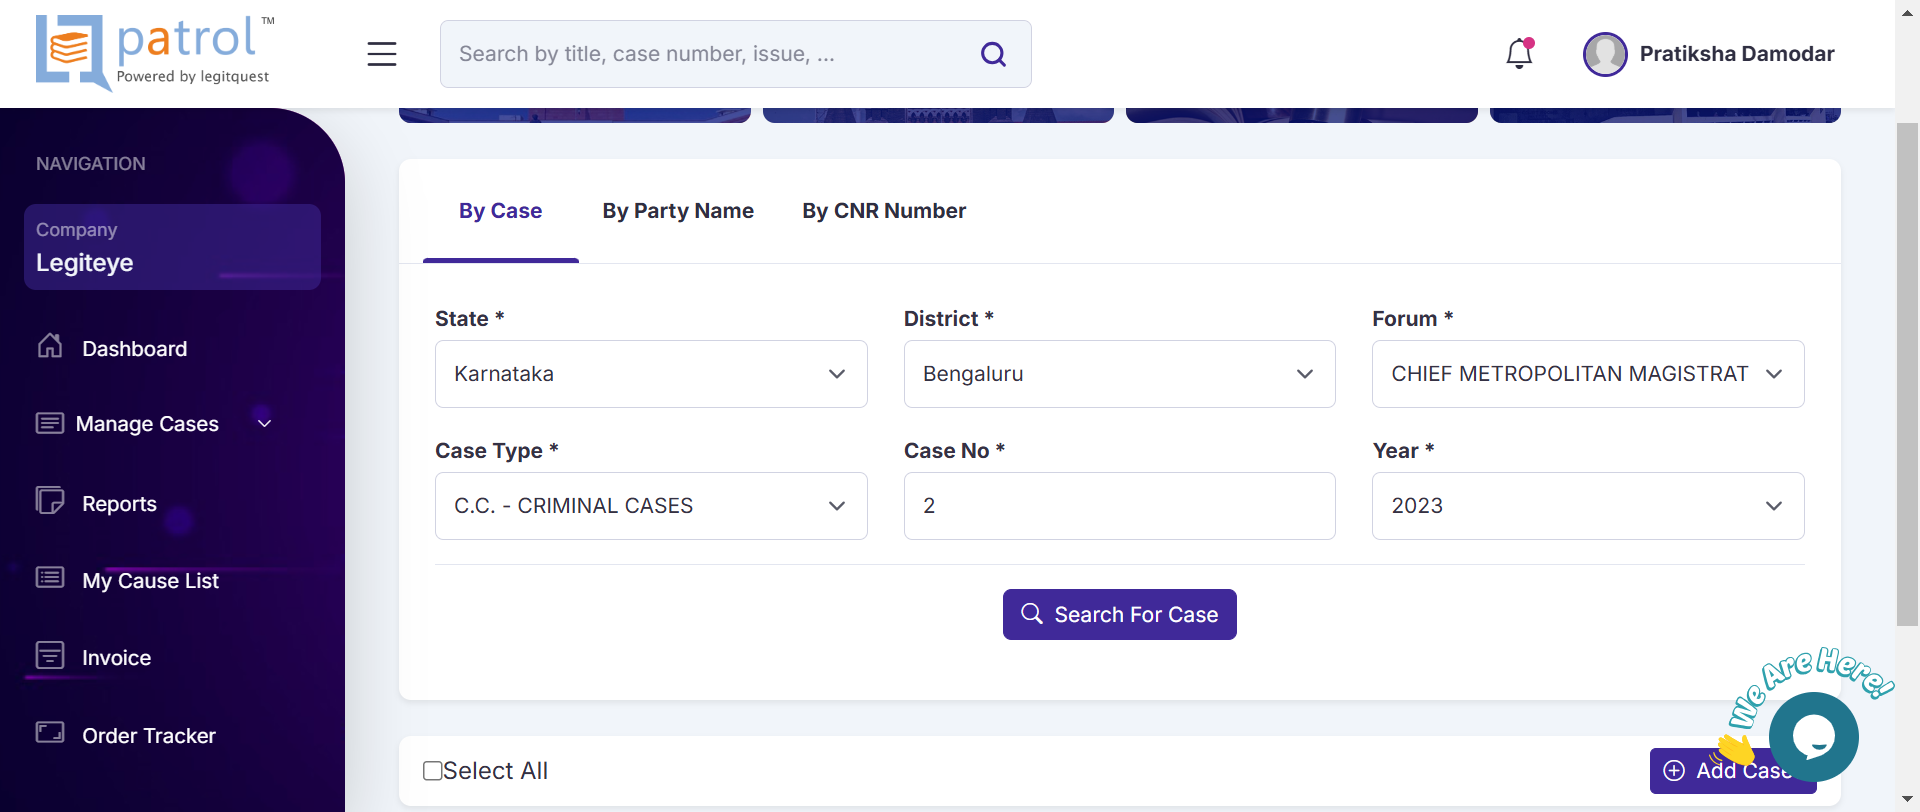 patrol ™
Powered by legitquest
Search by title, case number, issue, ...
Pratiksha Damodar
NAVIGATION
Company
Legiteye
Dashboard
Manage Cases
Reports
My Cause List
Invoice
Order Tracker
By Case By Party Name By CNR Number
State * District * Forum *
Karnataka Bengaluru CHIEF METROPOLITAN MAGISTRAT
Case Type * Case No * Year *
C.C. - CRIMINAL CASES 2 2023
Search For Case
We Are Here!
Select All
Add Case